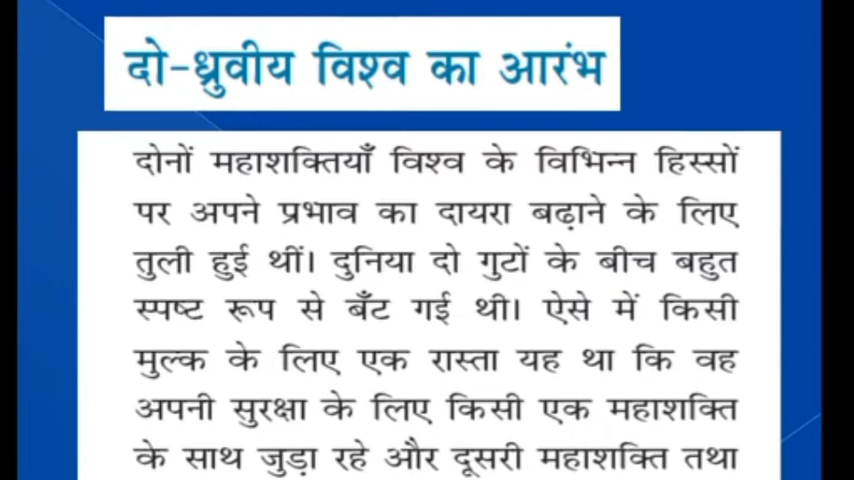 दो-ध्रुवीय विश्व का आरंभ
दोनों महाशक्तियाँ विश्व के विभिन्न हिस्सों
पर अपने प्रभाव का दायरा बढ़ाने के लिए
तुली हुई थीं। दुनिया दो गुटों के बीच बहुत
स्पष्ट रूप से बँट गई थी। ऐसे में किसी
मुल्क के लिए एक रास्ता यह था कि वह
अपनी सुरक्षा के लिए किसी एक महाशक्ति
के साथ जुड़ा रहे और दूसरी महाशक्ति तथा